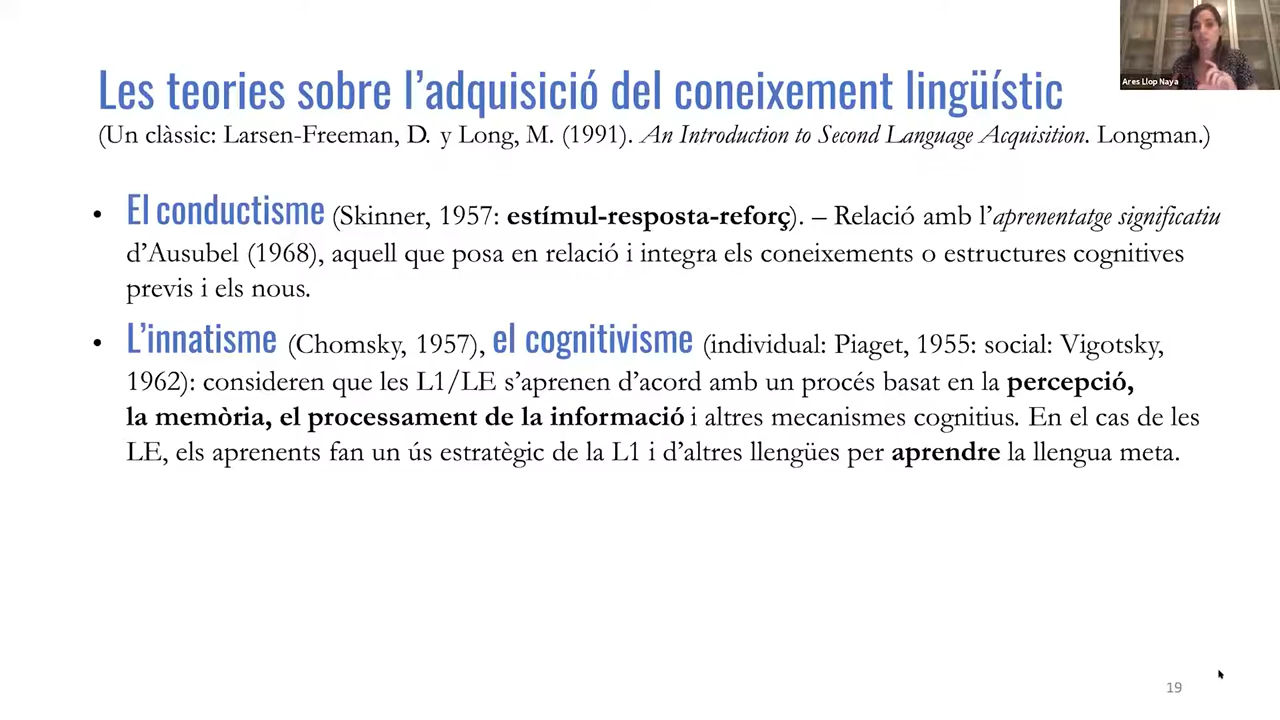 Ares Llop Naya
Les teories sobre l’adquisició del coneixement lingüístic
(Un clàssic: Larsen-Freeman, D. y Long, M. (1991). An Introduction to Second Language Acquisition. Longman.)
• El conductisme (Skinner, 1957: estímul-resposta-reforç). – Relació amb l’aprenentatge significatiu
d’Ausubel (1968), aquell que posa en relació i integra els coneixements o estructures cognitives
previs i els nous.
• L’innatisme (Chomsky, 1957), el cognitivisme (individual: Piaget, 1955: social: Vigotsky,
1962): consideren que les L1/LE s’aprenen d’acord amb un procés basat en la percepció,
la memòria, el processament de la informació i altres mecanismes cognitius. En el cas de les
LE, els aprenents fan un ús estratègic de la L1 i d’altres llengües per aprendre la llengua meta.
19